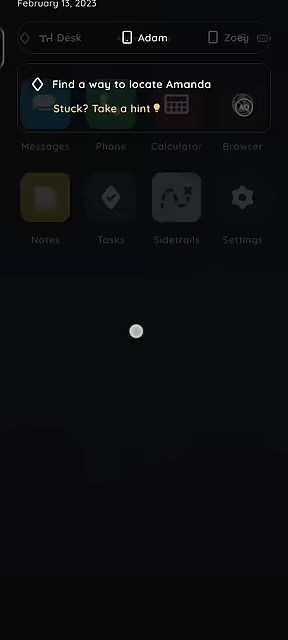 February 13, 2023
Desk Adam Zoey
Find a way to locate Amanda
Stuck? Take a hint
Messages Phone Calculator Browser
Notes Tasks Sidetrails Settings